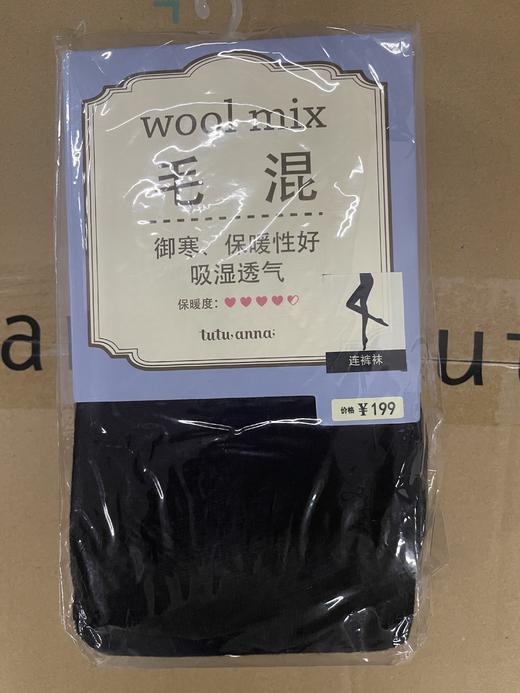 wool mix
毛 混
御寒、保暖性好
吸湿透气
保暖度:
tutu anna
连裤袜
价格 ¥199
a
ut